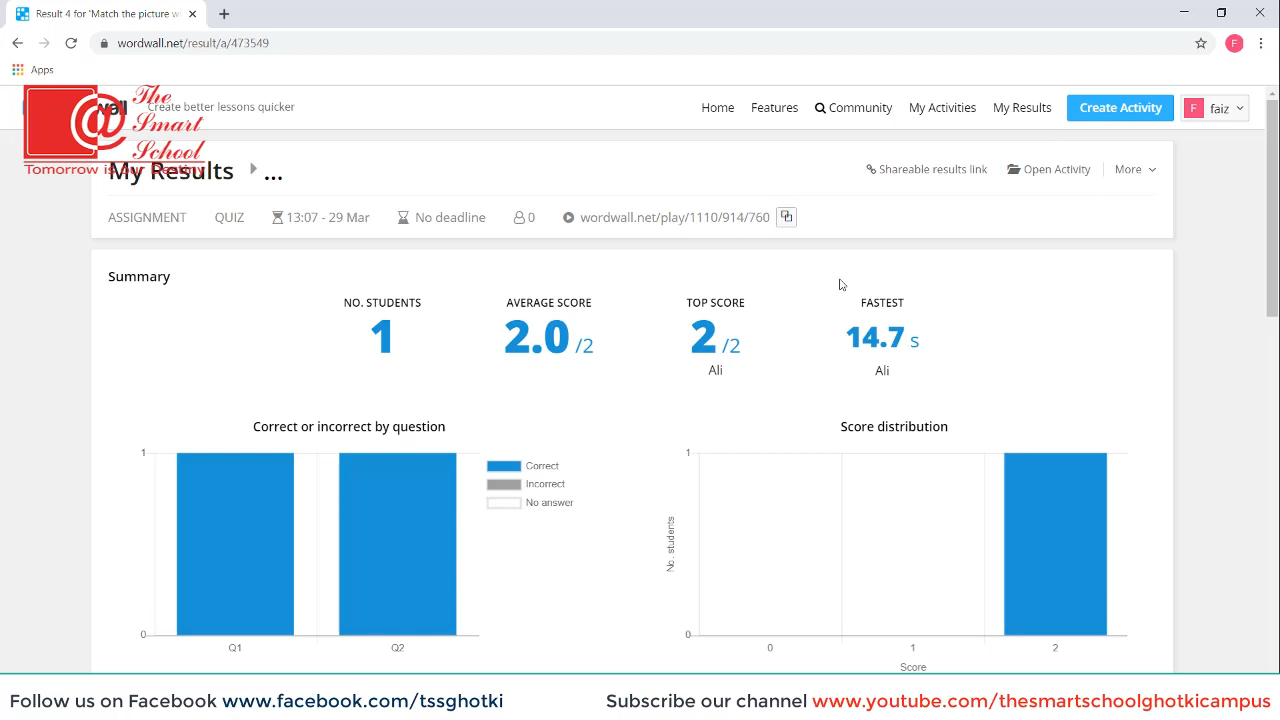 Result 4 for 'Match the picture w
wordwall.net/result/a/473549
F
Apps
The
Smart
School
Tomorrow is our Destiny
wall
Create better lessons quicker
Home
Features
Community
My Activities
My Results
Create Activity
F
faiz
My Results
...
Shareable results link
Open Activity
More
ASSIGNMENT
QUIZ
13:07 - 29 Mar
No deadline
0
wordwall.net/play/1110/914/760
Summary
NO. STUDENTS
AVERAGE SCORE
TOP SCORE
FASTEST
1
2.0 /2
2 /2
14.7 s
Ali
Ali
Correct or incorrect by question
Score distribution
1
0
Q1
Q2
Correct
Incorrect
No answer
1
No. students
0
0
1
2
Score
Follow us on Facebook www.facebook.com/tssghotki
Subscribe our channel www.youtube.com/thesmartschoolghotkicampus